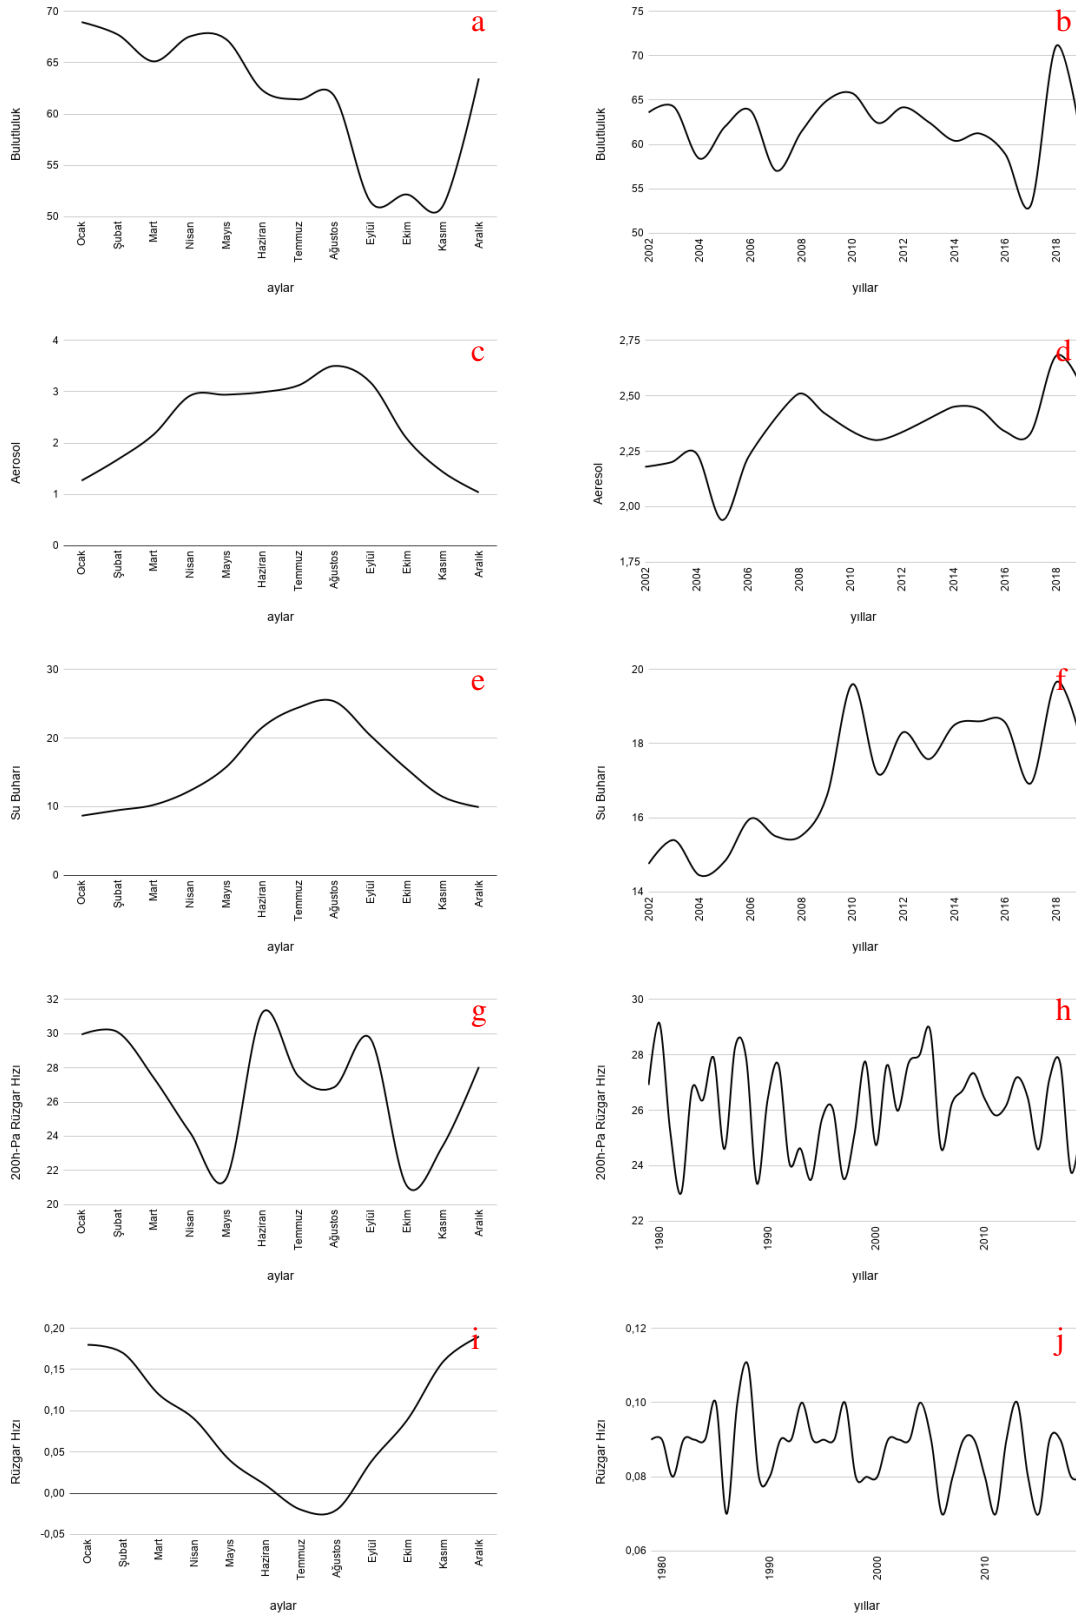 a
70
65
60
55
50
Bulutluluk
Ocak
Şubat
Mart
Nisan
Mayıs
Haziran
Temmuz
Ağustos
Eylül
Ekim
Kasım
Aralık
aylar
b
75
70
65
60
55
50
Bulutluluk
2002
2004
2006
2008
2010
2012
2014
2016
2018
yıllar
c
4
3
2
1
0
Aerosol
Ocak
Şubat
Mart
Nisan
Mayıs
Haziran
Temmuz
Ağustos
Eylül
Ekim
Kasım
Aralık
aylar
d
2,75
2,50
2,25
2,00
1,75
Aeresol
2002
2004
2006
2008
2010
2012
2014
2016
2018
yıllar
e
30
20
10
0
Su Buharı
Ocak
Şubat
Mart
Nisan
Mayıs
Haziran
Temmuz
Ağustos
Eylül
Ekim
Kasım
Aralık
aylar
f
20
18
16
14
Su Buharı
2002
2004
2006
2008
2010
2012
2014
2016
2018
yıllar
g
32
30
28
26
24
22
20
200h-Pa Rüzgar Hızı
Ocak
Şubat
Mart
Nisan
Mayıs
Haziran
Temmuz
Ağustos
Eylül
Ekim
Kasım
Aralık
aylar
h
30
28
26
24
22
200h-Pa Rüzgar Hızı
1980
1990
2000
2010
yıllar
i
0,20
0,15
0,10
0,05
0,00
-0,05
Rüzgar Hızı
Ocak
Şubat
Mart
Nisan
Mayıs
Haziran
Temmuz
Ağustos
Eylül
Ekim
Kasım
Aralık
aylar
j
0,12
0,10
0,08
0,06
Rüzgar Hızı
1980
1990
2000
2010
yıllar